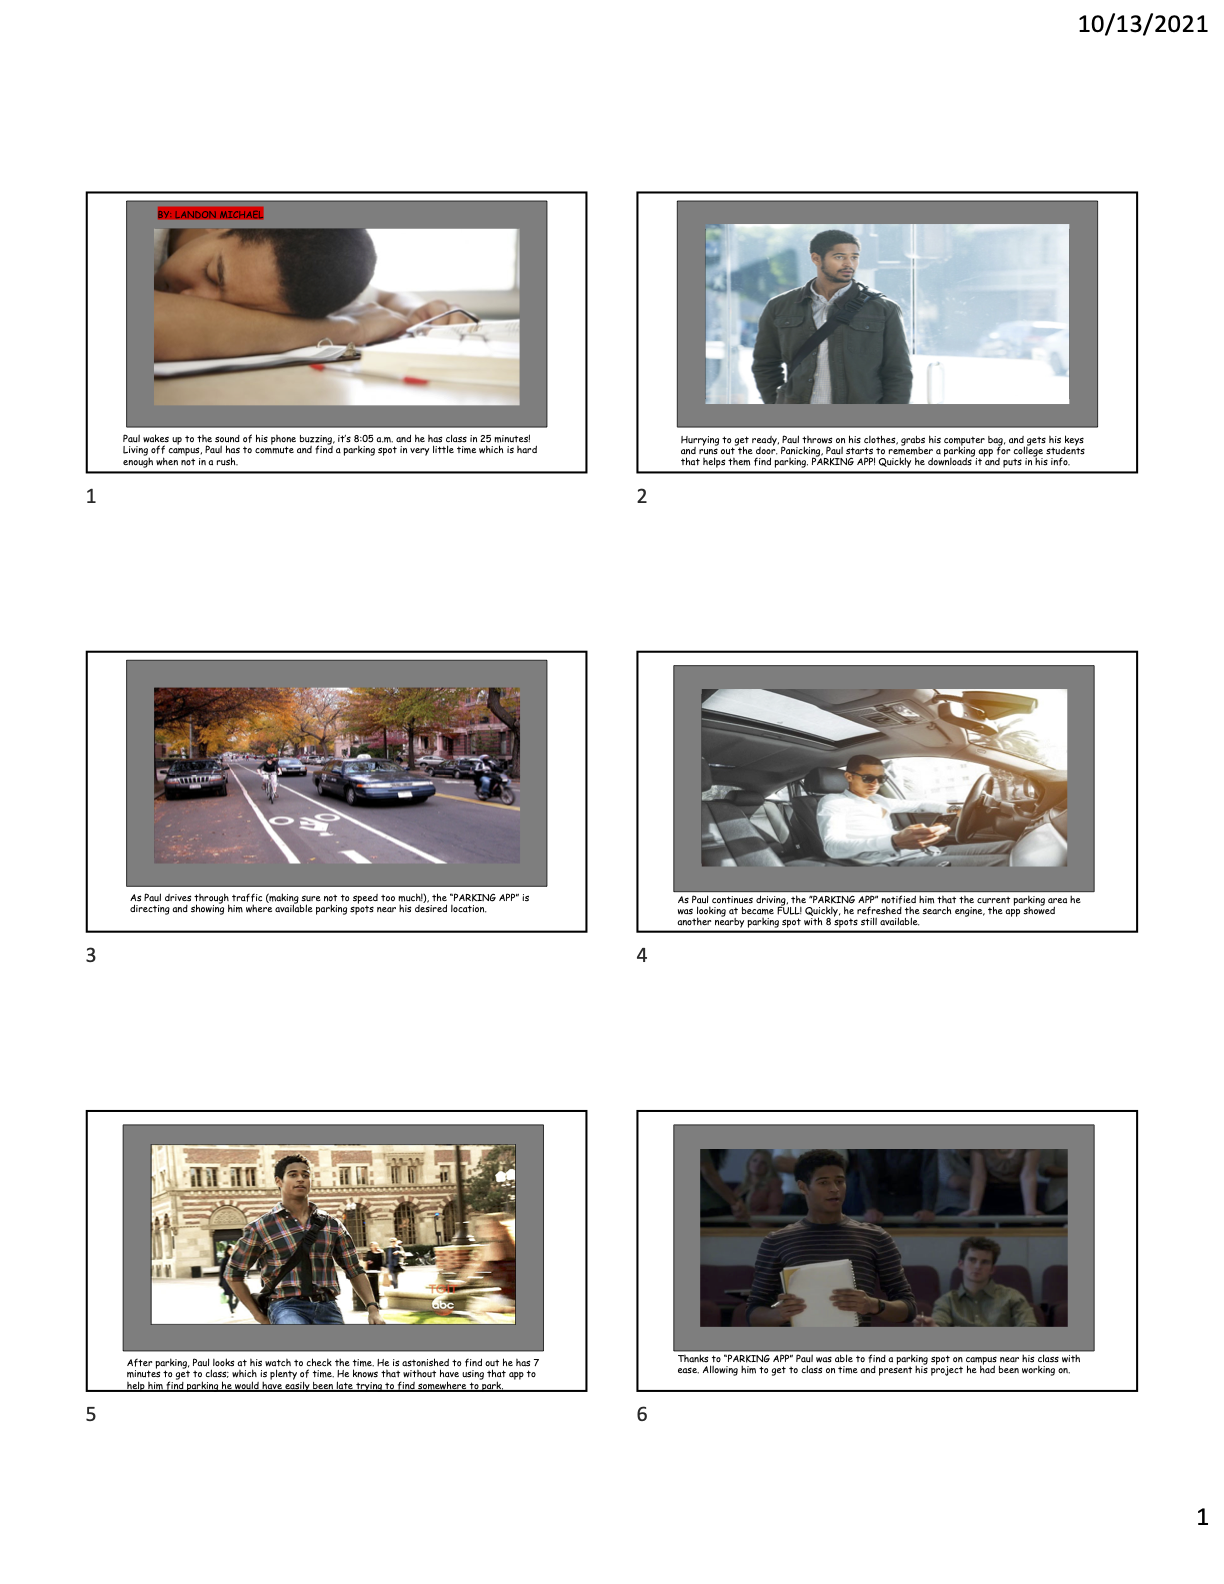 10/13/2021
BY: LANDON MICHAEL
Paul wakes up to the sound of his phone buzzing, it's 8:05 a.m. and he has class in 25 minutes!
Living off campus, Paul has to commute and find a parking spot in very little time which is hard
enough when not in a rush.
1
Hurrying to get ready, Paul throws on his clothes, grabs his computer bag, and gets his keys
and runs out the door. Panicking, Paul starts to remember a parking app for college students
that helps them find parking. PARKING APP! Quickly he downloads it and puts in his info.
2
As Paul drives through traffic (making sure not to speed too much!), the “PARKING APP” is
directing and showing him where available parking spots near his desired location.
3
As Paul continues driving, the “PARKING APP” notified him that the current parking area he
was looking at became FULL! Quickly, he refreshed the search engine, the app showed
another nearby parking spot with 8 spots still available.
4
abc
After parking, Paul looks at his watch to check the time. He is astonished to find out he has 7
minutes to get to class; which is plenty of time. He knows that without have using that app to
help him find parking he would have easily been late trying to find somewhere to park.
5
Thanks to “PARKING APP” Paul was able to find a parking spot on campus near his class with
ease. Allowing him to get to class on time and present his project he had been working on.
6
1